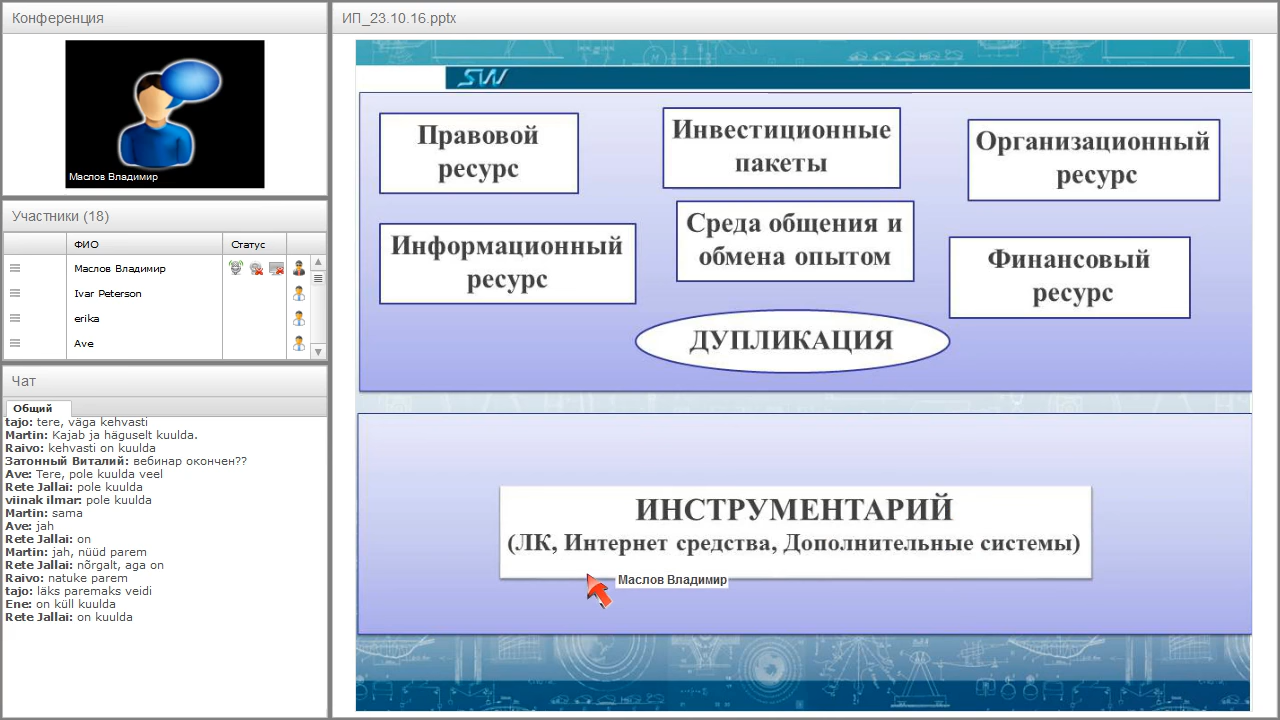 Конференция
Маслов Владимир
Участники (18)
ФИО
Статус
Маслов Владимир
Ivar Peterson
erika
Ave
Чат
Общий
tajo: tere, väga kehvasti
Martin: Kajab ja häguselt kuulda.
Raivo: kehvasti on kuulda
Затонный Виталий: вебинар окончен??
Ave: Tere, pole kuulda veel
Rete Jallai: pole kuulda
viinak ilmar: pole kuulda
Martin: sama
Ave: jah
Rete Jallai: on
Martin: jah, nüüd parem
Rete Jallai: nõrgalt, aga on
Raivo: natuke parem
tajo: läks paremaks veidi
Ene: on küll kuulda
Rete Jallai: on kuulda
ИП_23.10.16.pptx
SW
Правовой
ресурс
Инвестиционные
пакеты
Организационный
ресурс
Информационный
ресурс
Среда общения и
обмена опытом
Финансовый
ресурс
ДУПЛИКАЦИЯ
ИНСТРУМЕНТАРИЙ
(ЛК, Интернет средства, Дополнительные системы)
Маслов Владимир